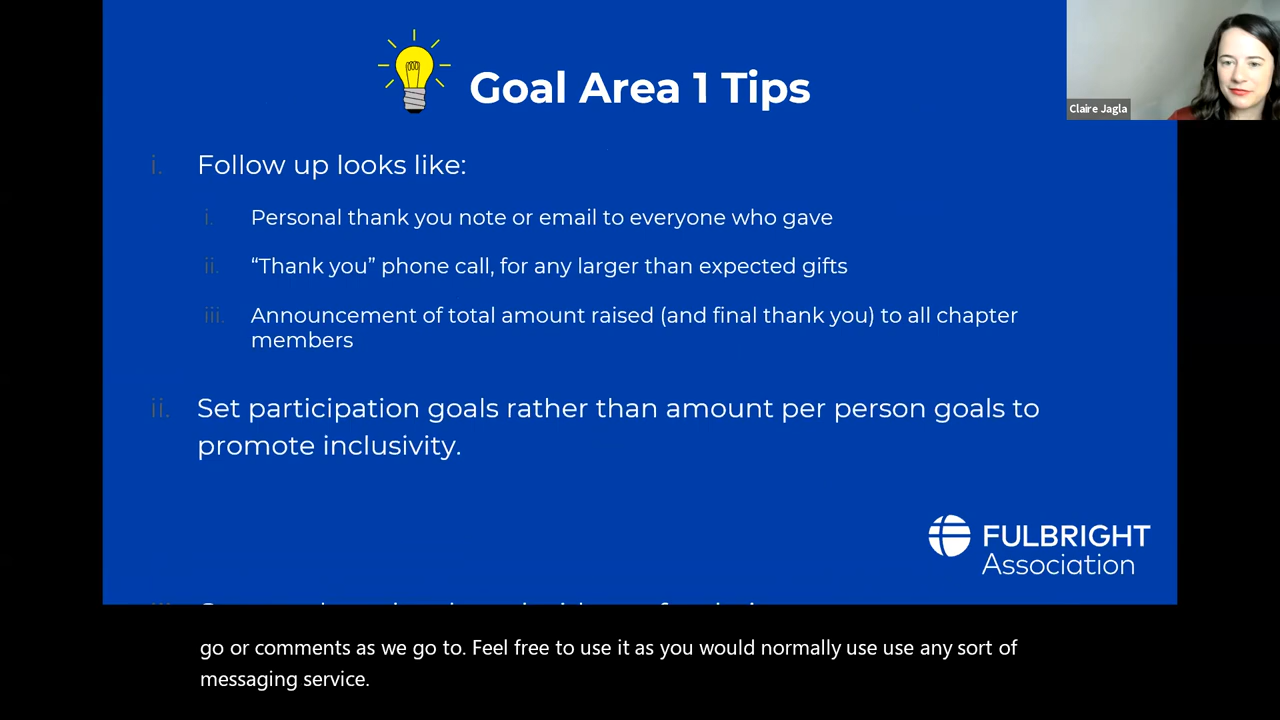 Goal Area 1 Tips
Claire Jagla
i. Follow up looks like:
i. Personal thank you note or email to everyone who gave
ii. “Thank you” phone call, for any larger than expected gifts
iii. Announcement of total amount raised (and final thank you) to all chapter
members
ii. Set participation goals rather than amount per person goals to
promote inclusivity.
FULBRIGHT
Association
go or comments as we go to. Feel free to use it as you would normally use use any sort of
messaging service.